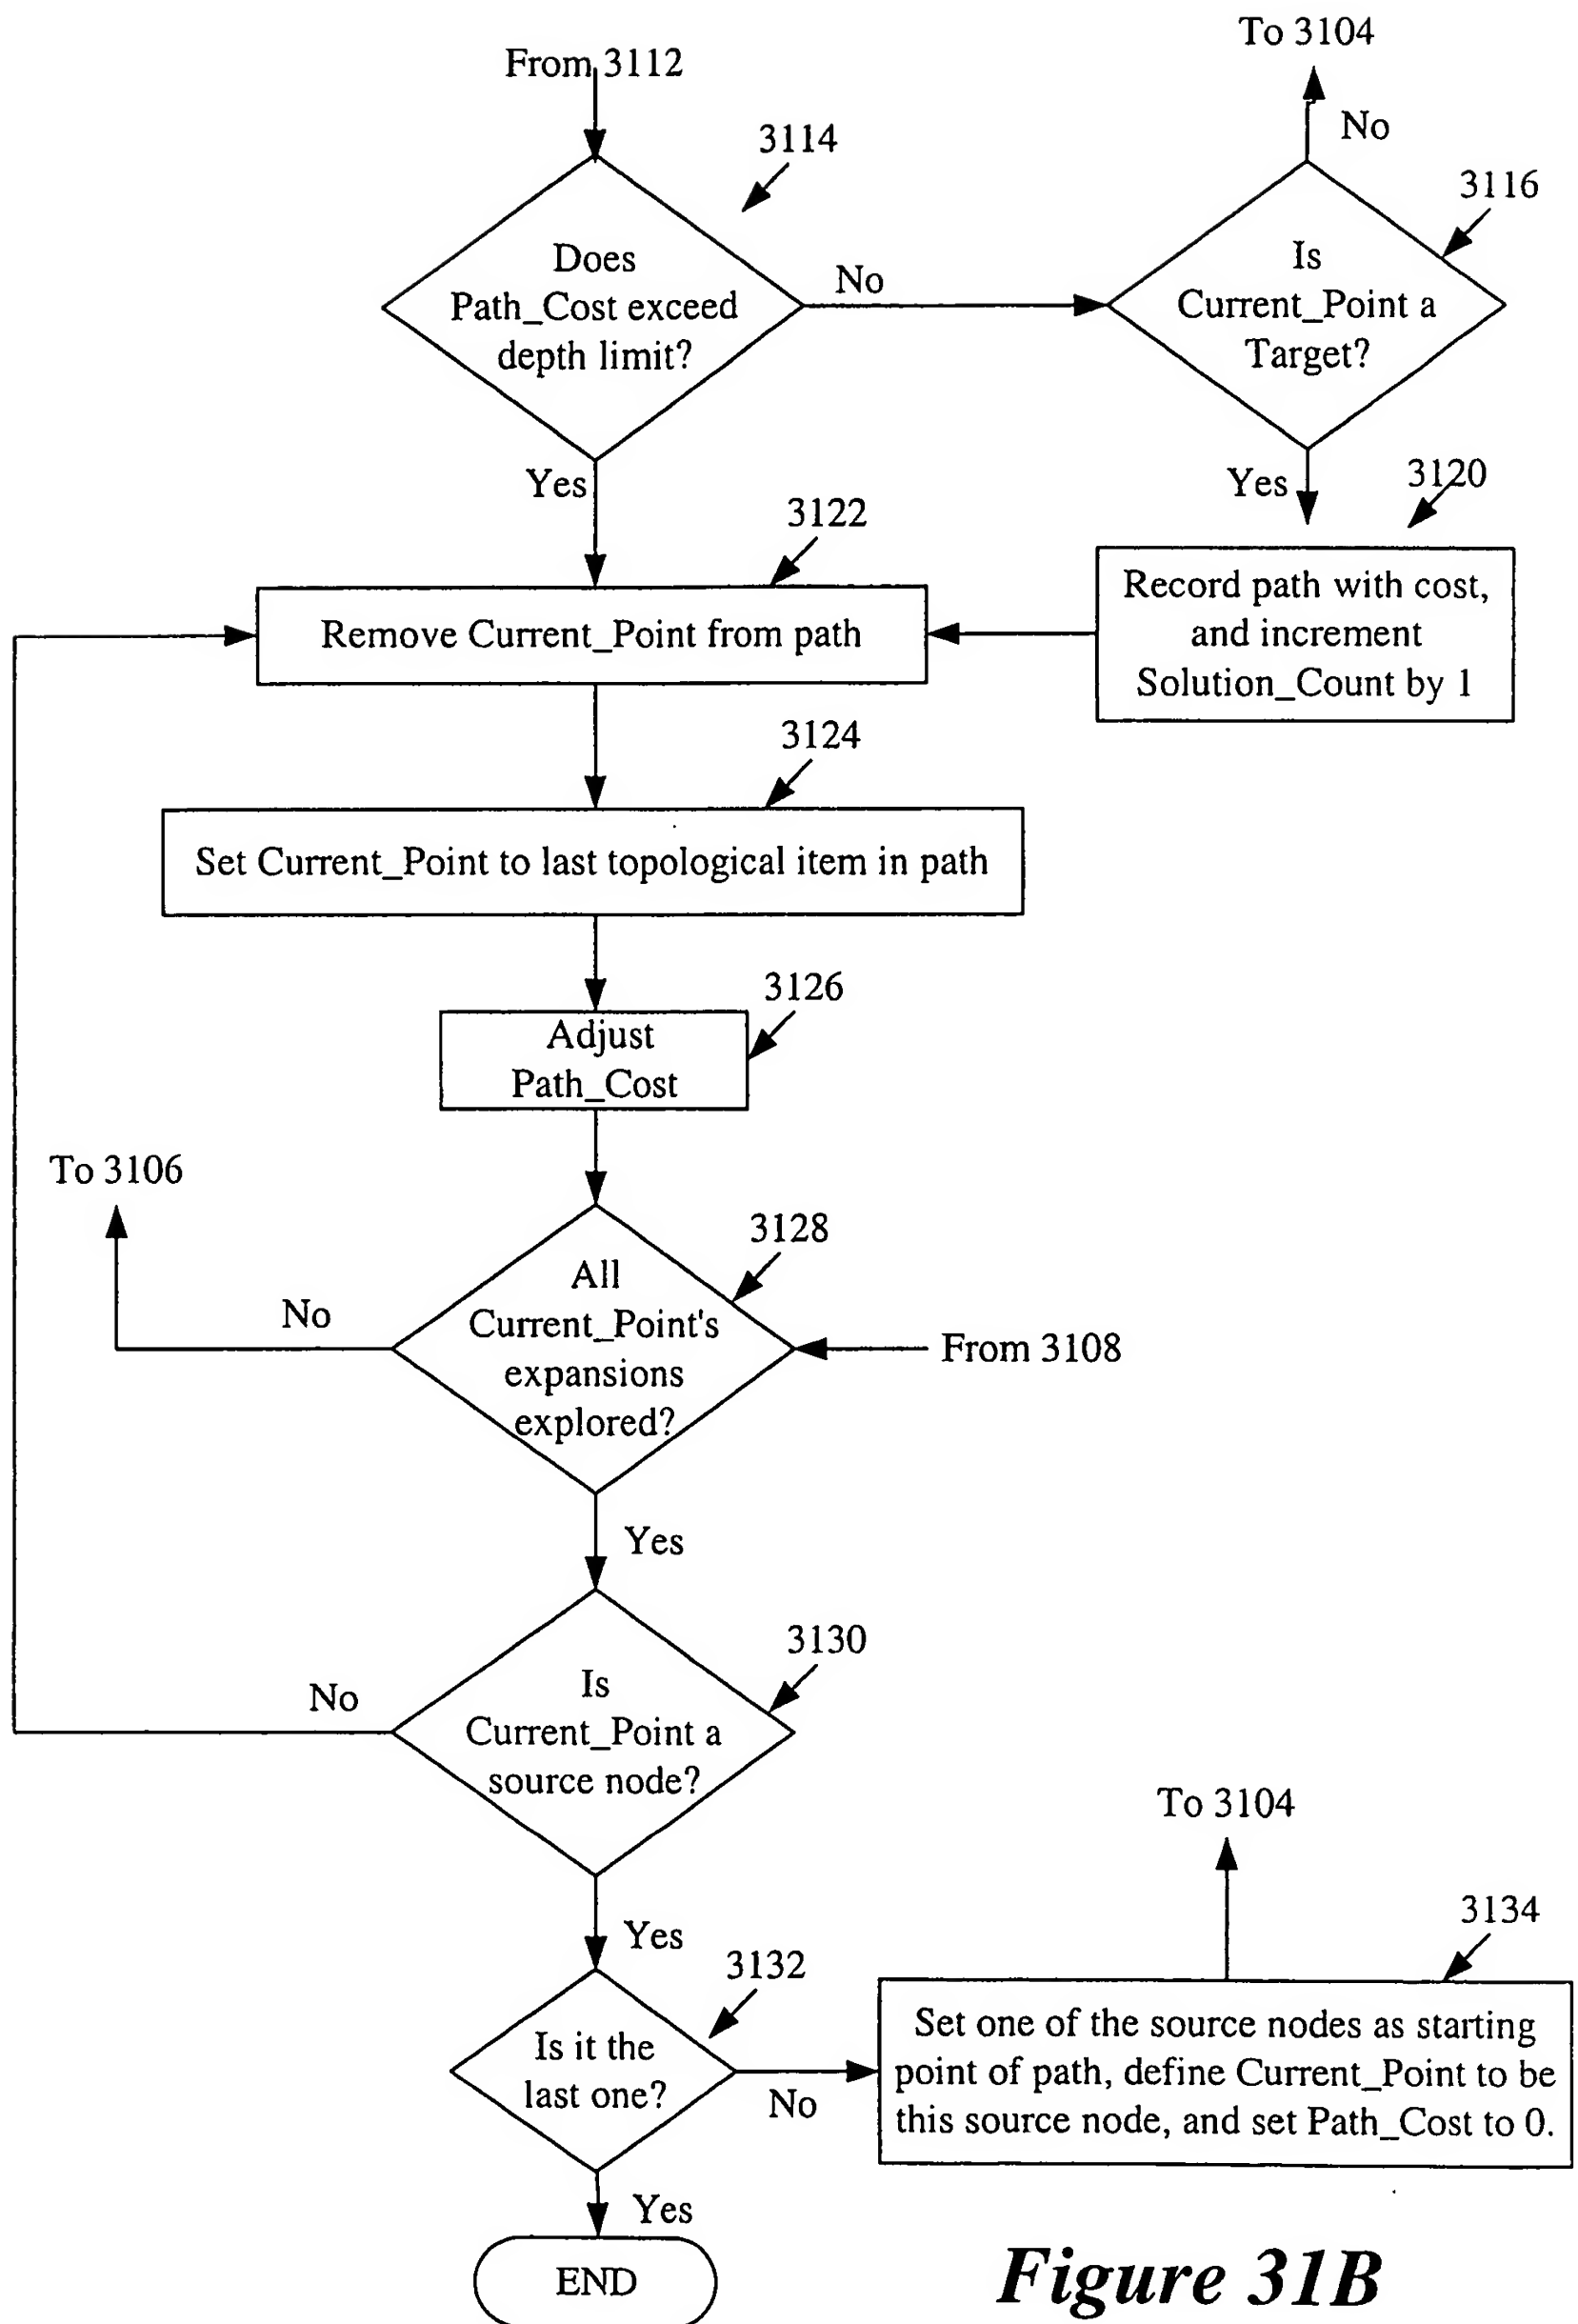 To 3104
From 3112
No
3114
3116
Does
Path_Cost exceed
depth limit?
No
Is
Current_Point a
Target?
Yes
Yes
3120
3122
Record path with cost,
and increment
Solution_Count by 1
Remove Current_Point from path
3124
Set Current_Point to last topological item in path
3126
Adjust
Path_Cost
To 3106
3128
All
Current_Point's
expansions
explored?
No
From 3108
Yes
3130
Is
Current_Point a
source node?
No
To 3104
3134
Yes
3132
Is it the
last one?
No
Set one of the source nodes as starting
point of path, define Current_Point to be
this source node, and set Path_Cost to 0.
Yes
END
Figure 31B